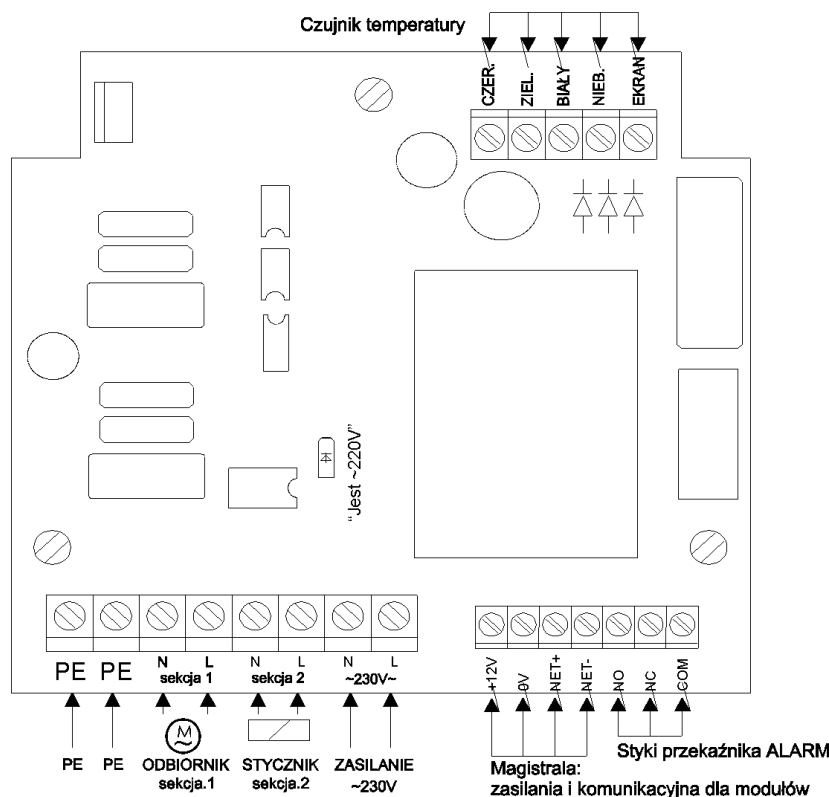 Czujnik temperatury
CZER.
ZIEL.
BIAŁY
NIEB.
EKRAN
"Jest ~220V"
PE PE N L N L N L
sekcja 1 sekcja 2 ~230V~
+12V
0V
NET+
NET-
NO
NC
COM
M
~
PE PE ODBIORNIK STYCZNIK ZASILANIE
sekcja.1 sekcja.2 ~230V
Styki przekaźnika ALARM
Magistrala:
zasilania i komunikacyjna dla modułów